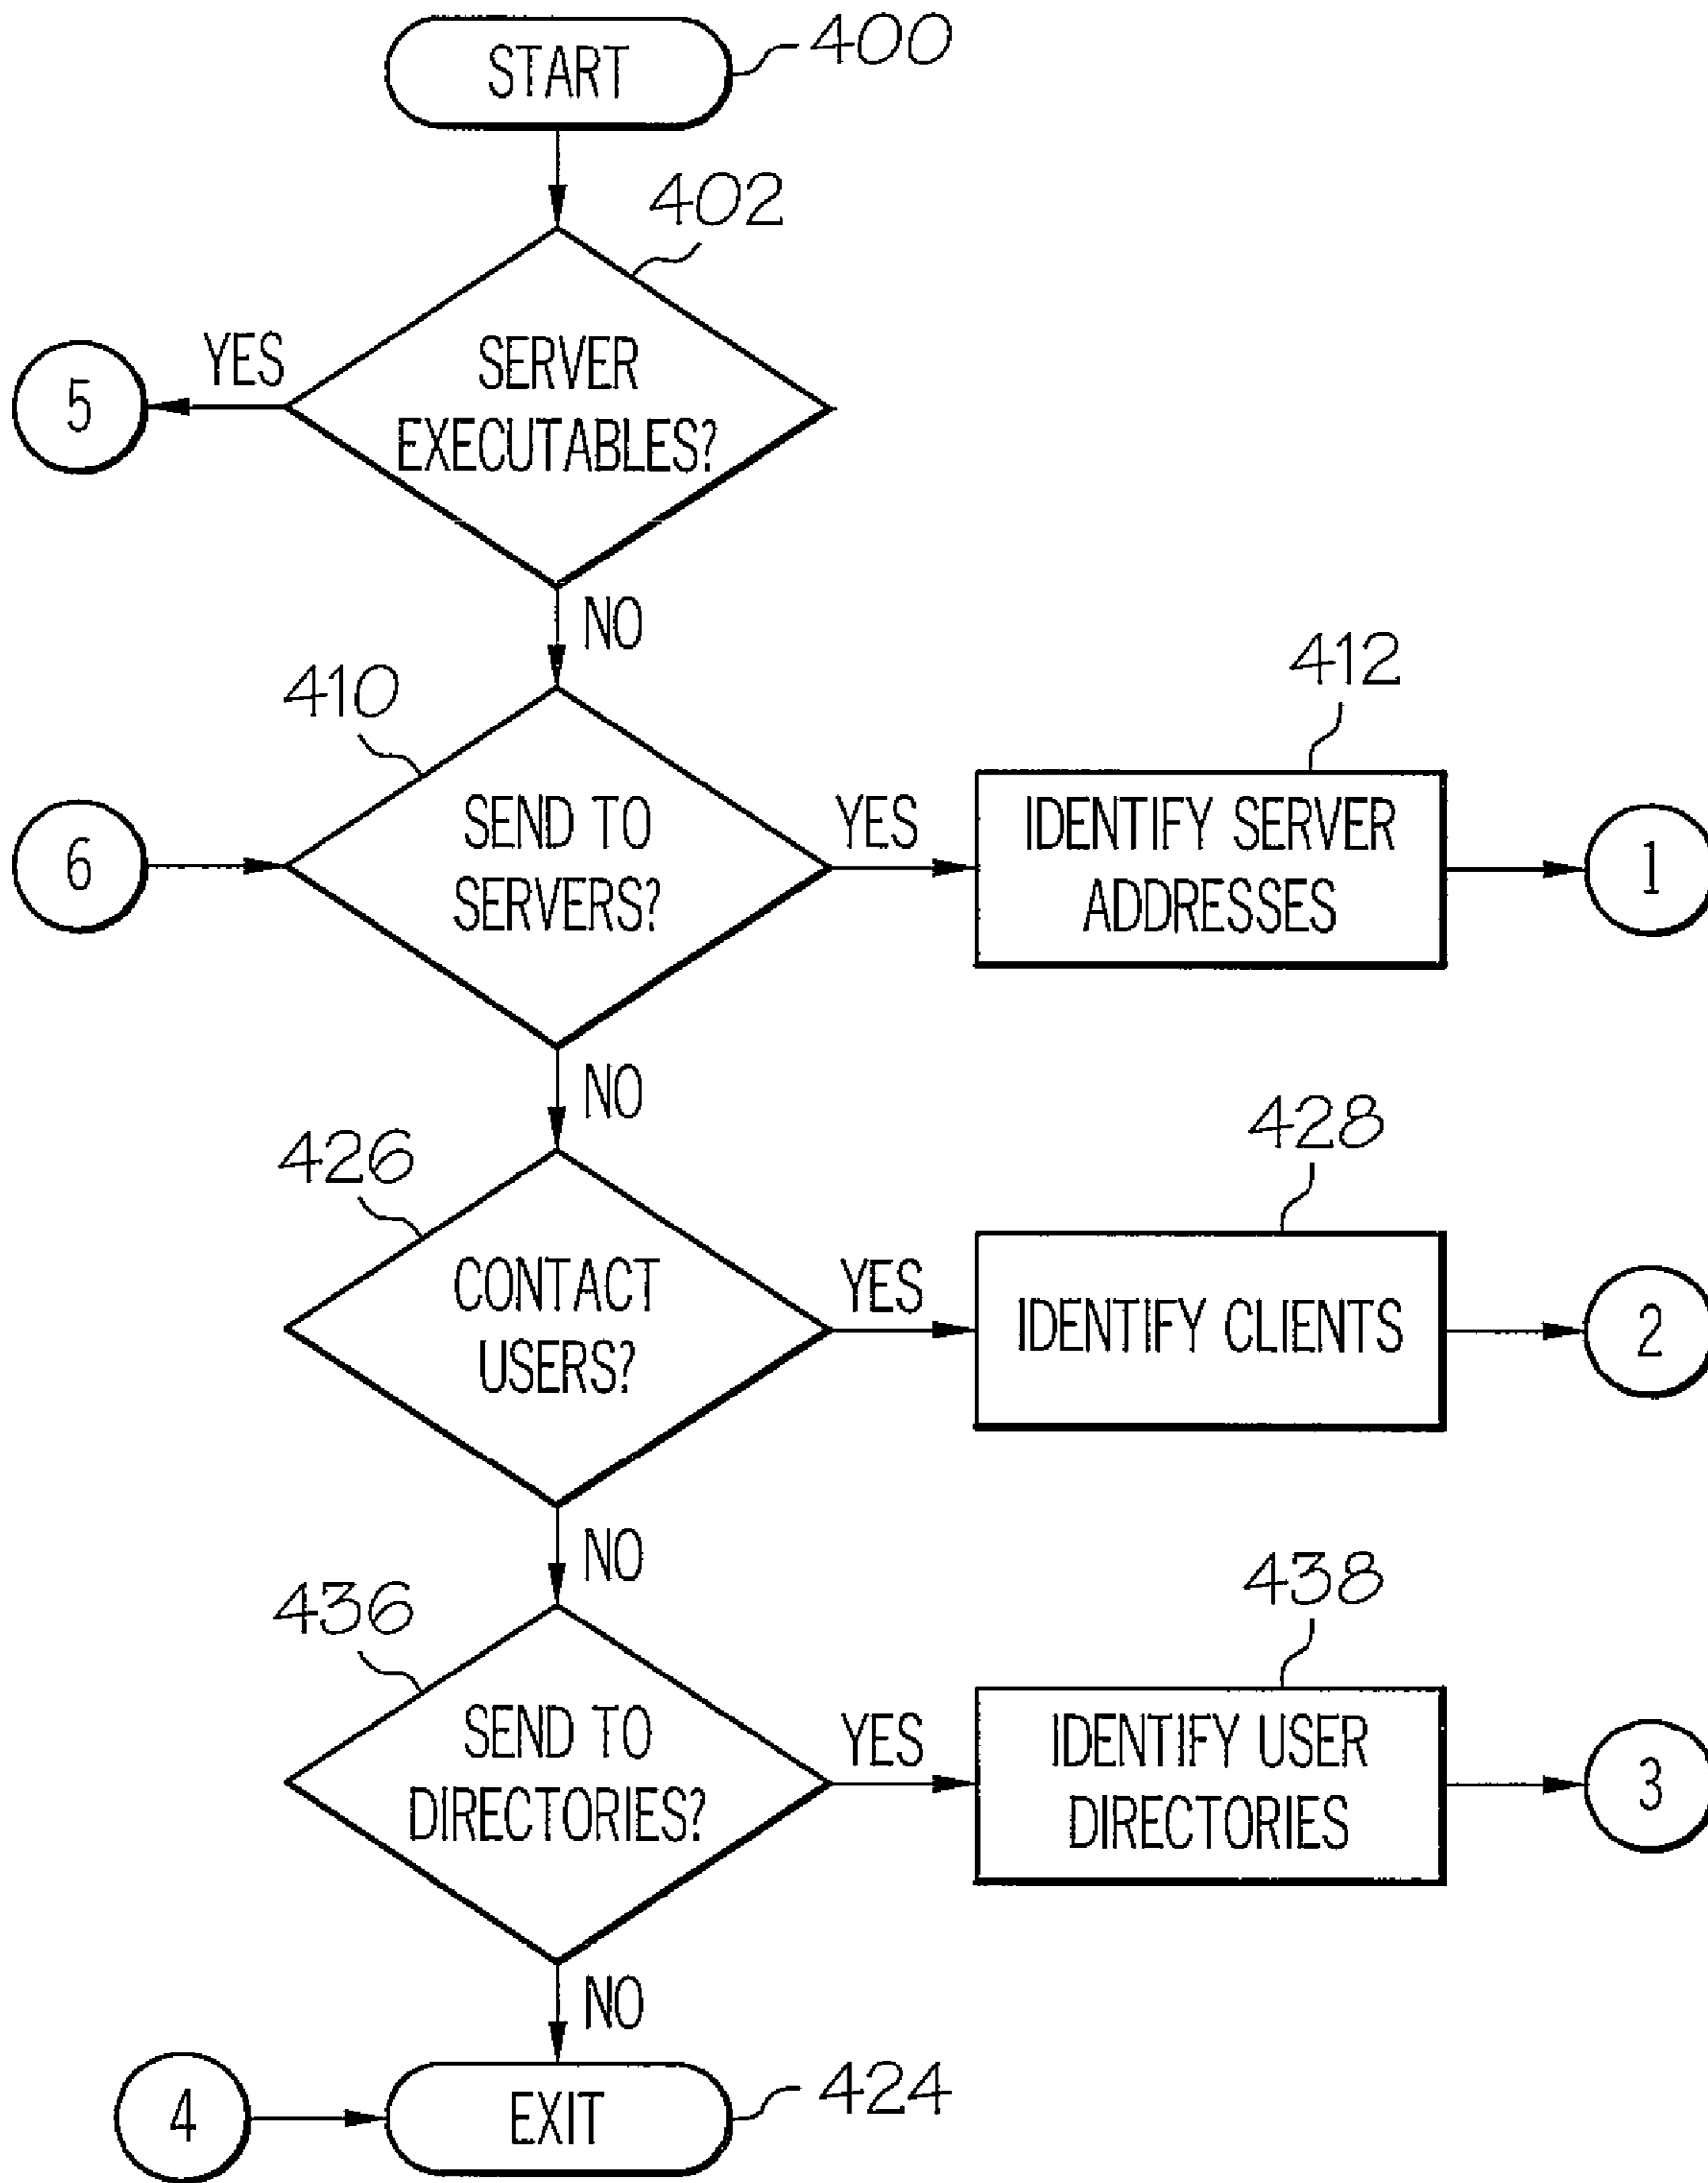 START
400
402
SERVER
EXECUTABLES?
YES
5
NO
410
412
6
SEND TO
SERVERS?
YES
IDENTIFY SERVER
ADDRESSES
1
NO
426
428
CONTACT
USERS?
YES
IDENTIFY CLIENTS
2
NO
436
438
SEND TO
DIRECTORIES?
YES
IDENTIFY USER
DIRECTORIES
3
NO
4
EXIT
424